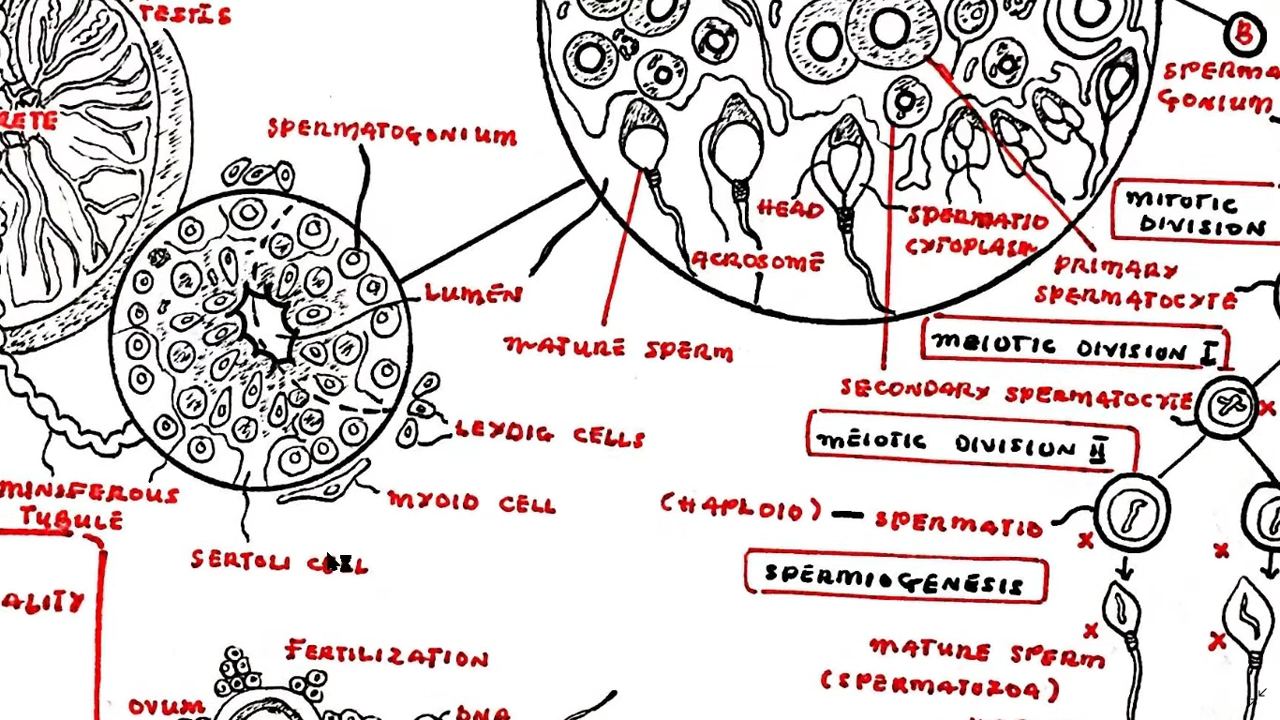 TESTIS
RETE
SPERMATOGONIUM
LUMEN
MATURE SPERM
LEYDIG CELLS
MYOID CELL
MINIFEROUS
TUBULE
SERTOLI CELL
ALITY
FERTILIZATION
OVUM
DNA
HEAD
ACROSOME
SPERMATID
CYTOPLASM
B
SPERMA
GONIUM
MITOTIC
DIVISION
PRIMARY
SPERMATOCYTE
MEIOTIC DIVISION I
SECONDARY SPERMATOCYTE
MEIOTIC DIVISION II
(HAPLOID) — SPERMATID
SPERMIOGENESIS
MATURE SPERM
(SPERMATOZOA)